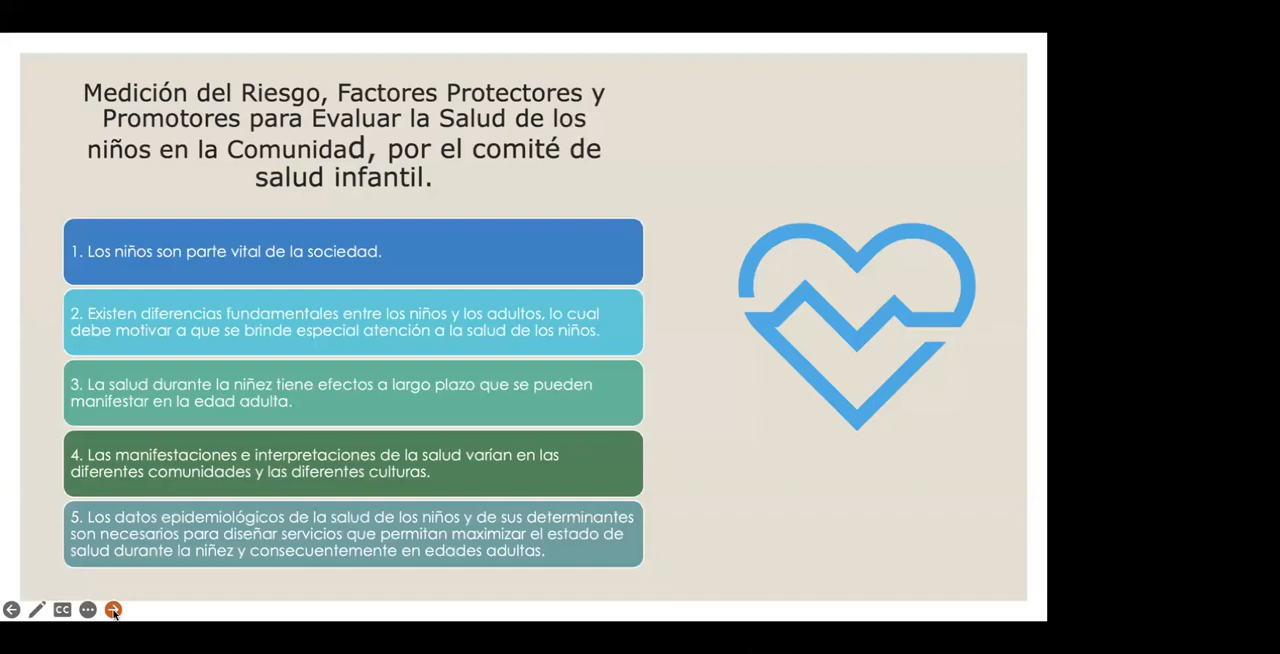 Medición del Riesgo, Factores Protectores y
Promotores para Evaluar la Salud de los
niños en la Comunidad, por el comité de
salud infantil.
1. Los niños son parte vital de la sociedad.
2. Existen diferencias fundamentales entre los niños y los adultos, lo cual
debe motivar a que se brinde especial atención a la salud de los niños.
3. La salud durante la niñez tiene efectos a largo plazo que se pueden
manifestar en la edad adulta.
4. Las manifestaciones e interpretaciones de la salud varían en las
diferentes comunidades y las diferentes culturas.
5. Los datos epidemiológicos de la salud de los niños y de sus determinantes
son necesarios para diseñar servicios que permitan maximizar el estado de
salud durante la niñez y consecuentemente en edades adultas.
CC